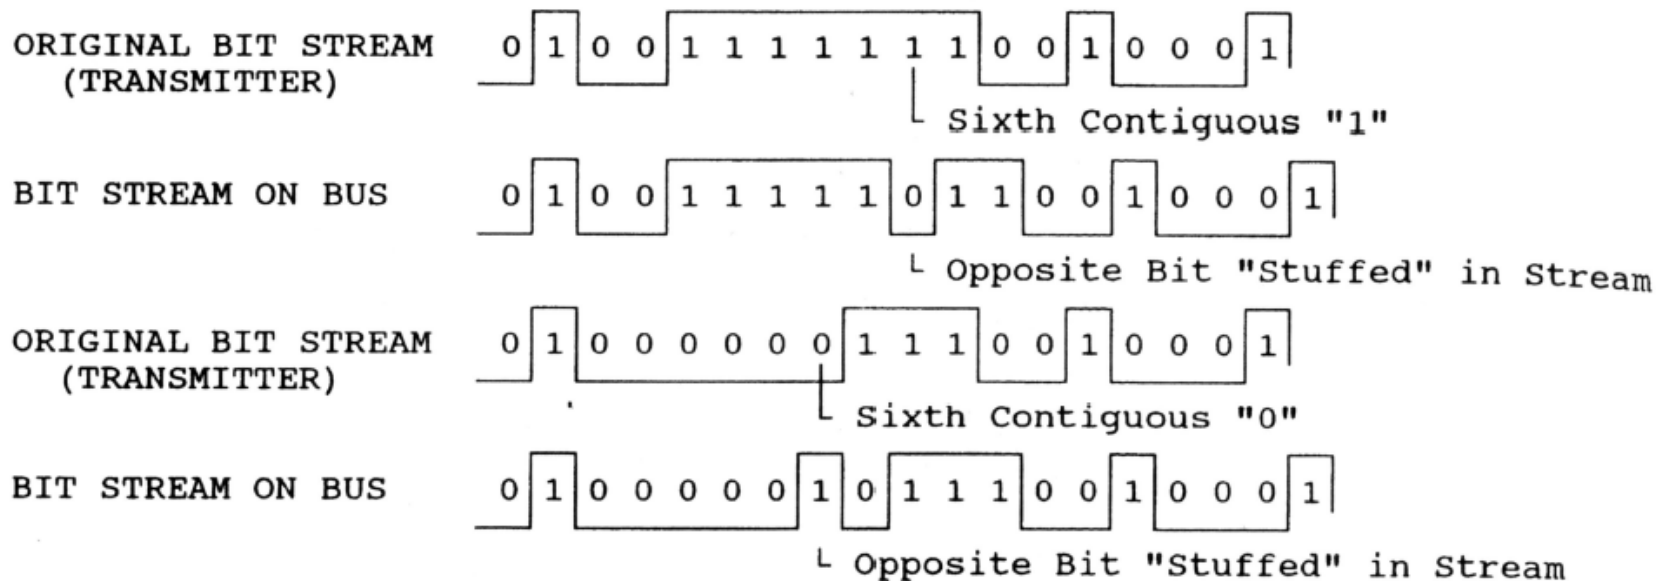 ORIGINAL BIT STREAM 0 1 0 0 1 1 1 1 1 1 1 0 0 1 0 0 0 1
(TRANSMITTER)
Sixth Contiguous "1"
BIT STREAM ON BUS 0 1 0 0 1 1 1 1 1 0 1 1 0 0 1 0 0 0 1
Opposite Bit "Stuffed" in Stream
ORIGINAL BIT STREAM 0 1 0 0 0 0 0 0 1 1 1 0 0 1 0 0 0 1
(TRANSMITTER)
Sixth Contiguous "0"
BIT STREAM ON BUS 0 1 0 0 0 0 0 1 0 1 1 1 0 0 1 0 0 0 1
Opposite Bit "Stuffed" in Stream